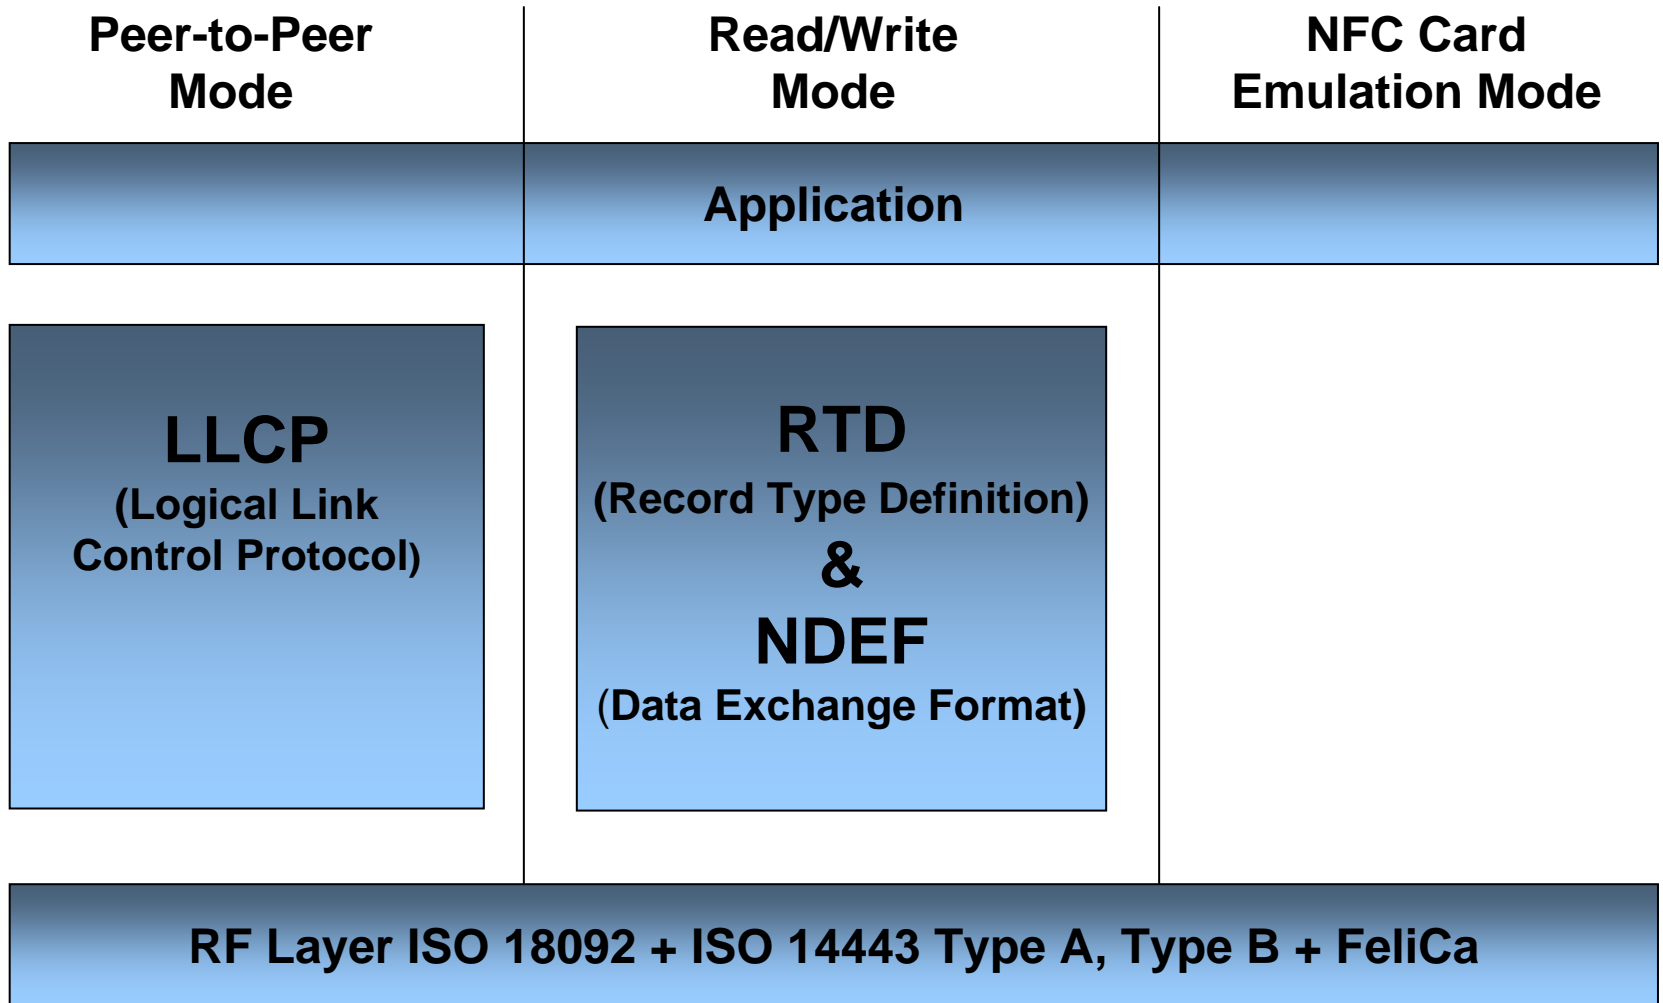 Peer-to-Peer
Mode
Read/Write
Mode
NFC Card
Emulation Mode
Application
LLCP
(Logical Link
Control Protocol)
RTD
(Record Type Definition)
&
NDEF
(Data Exchange Format)
RF Layer ISO 18092 + ISO 14443 Type A, Type B + FeliCa